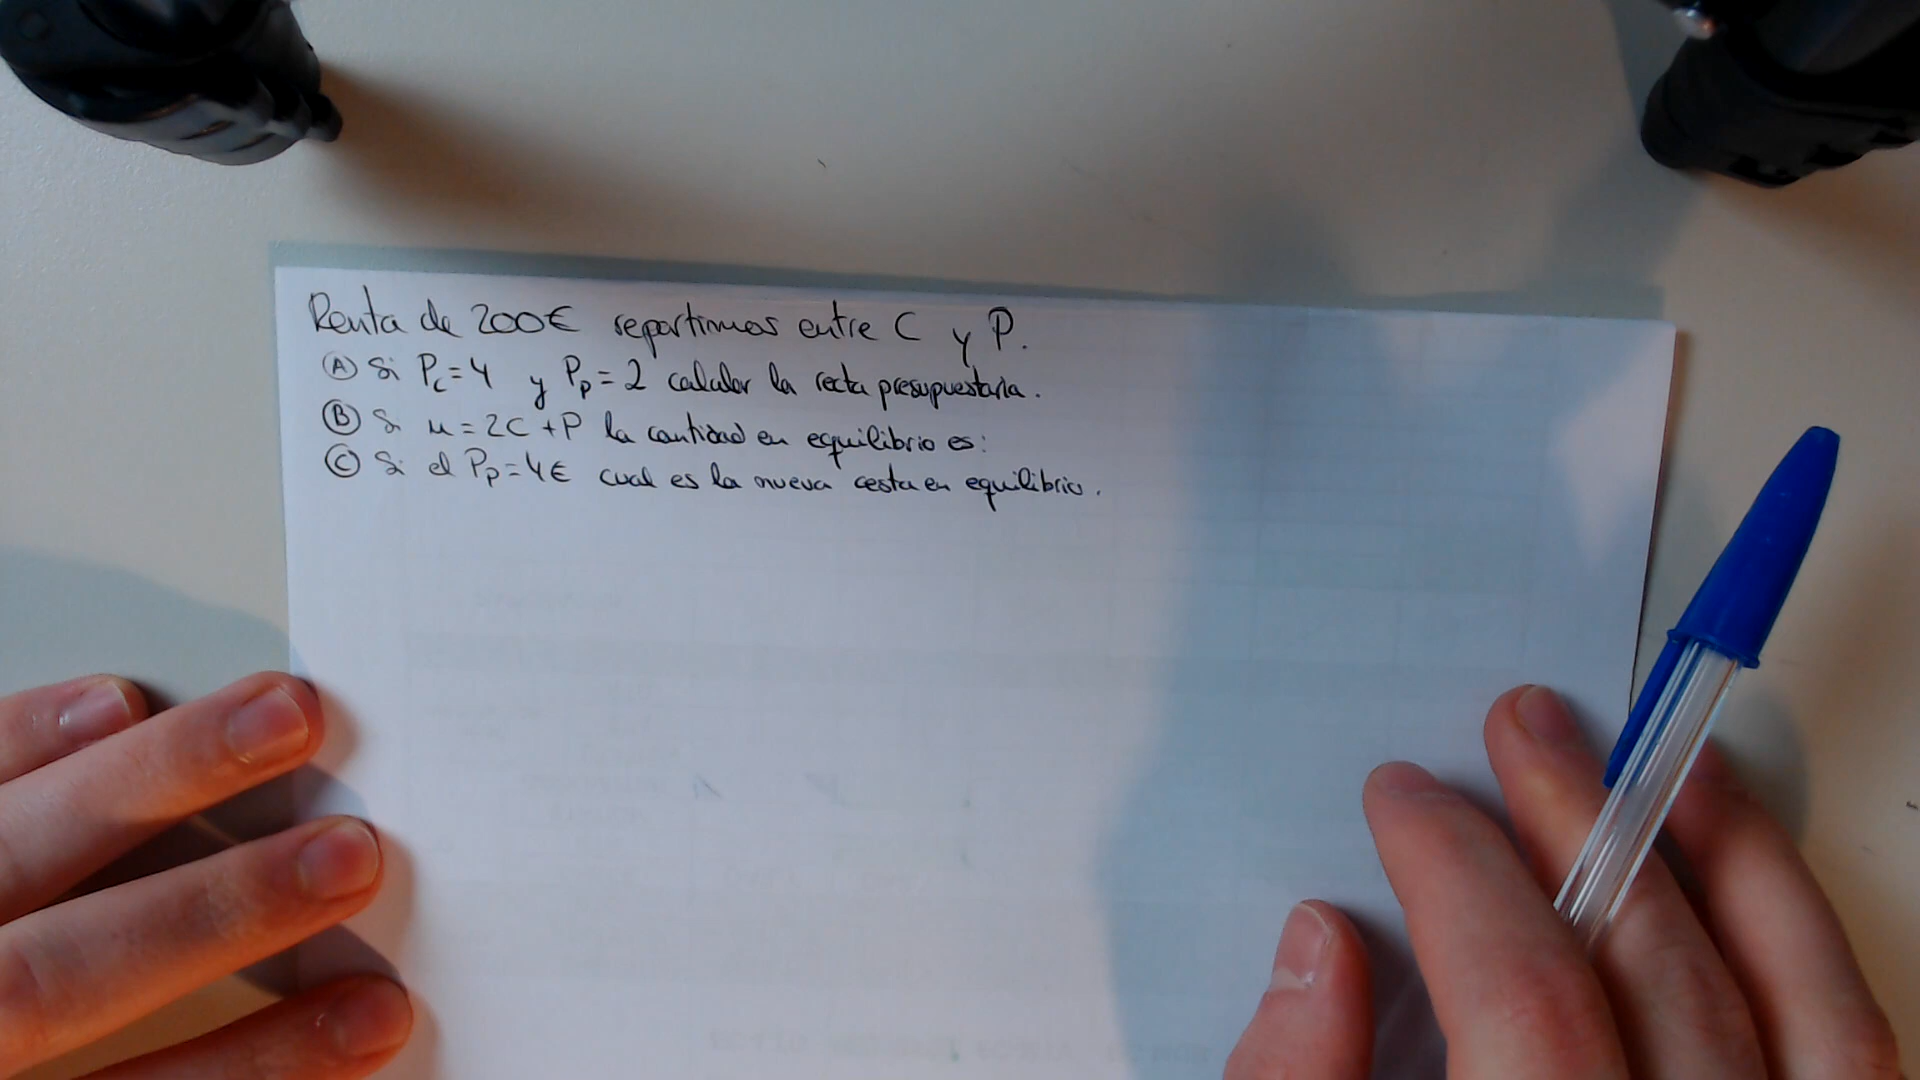 Renta de 200€ repartimos entre C y P.
Ⓐ Si Pc=4 y Pp=2 calcular la recta presupuestaria.
Ⓑ Si u=2C+P la cantidad en equilibrio es:
Ⓒ Si el Pp=4€ cual es la nueva cesta en equilibrio.